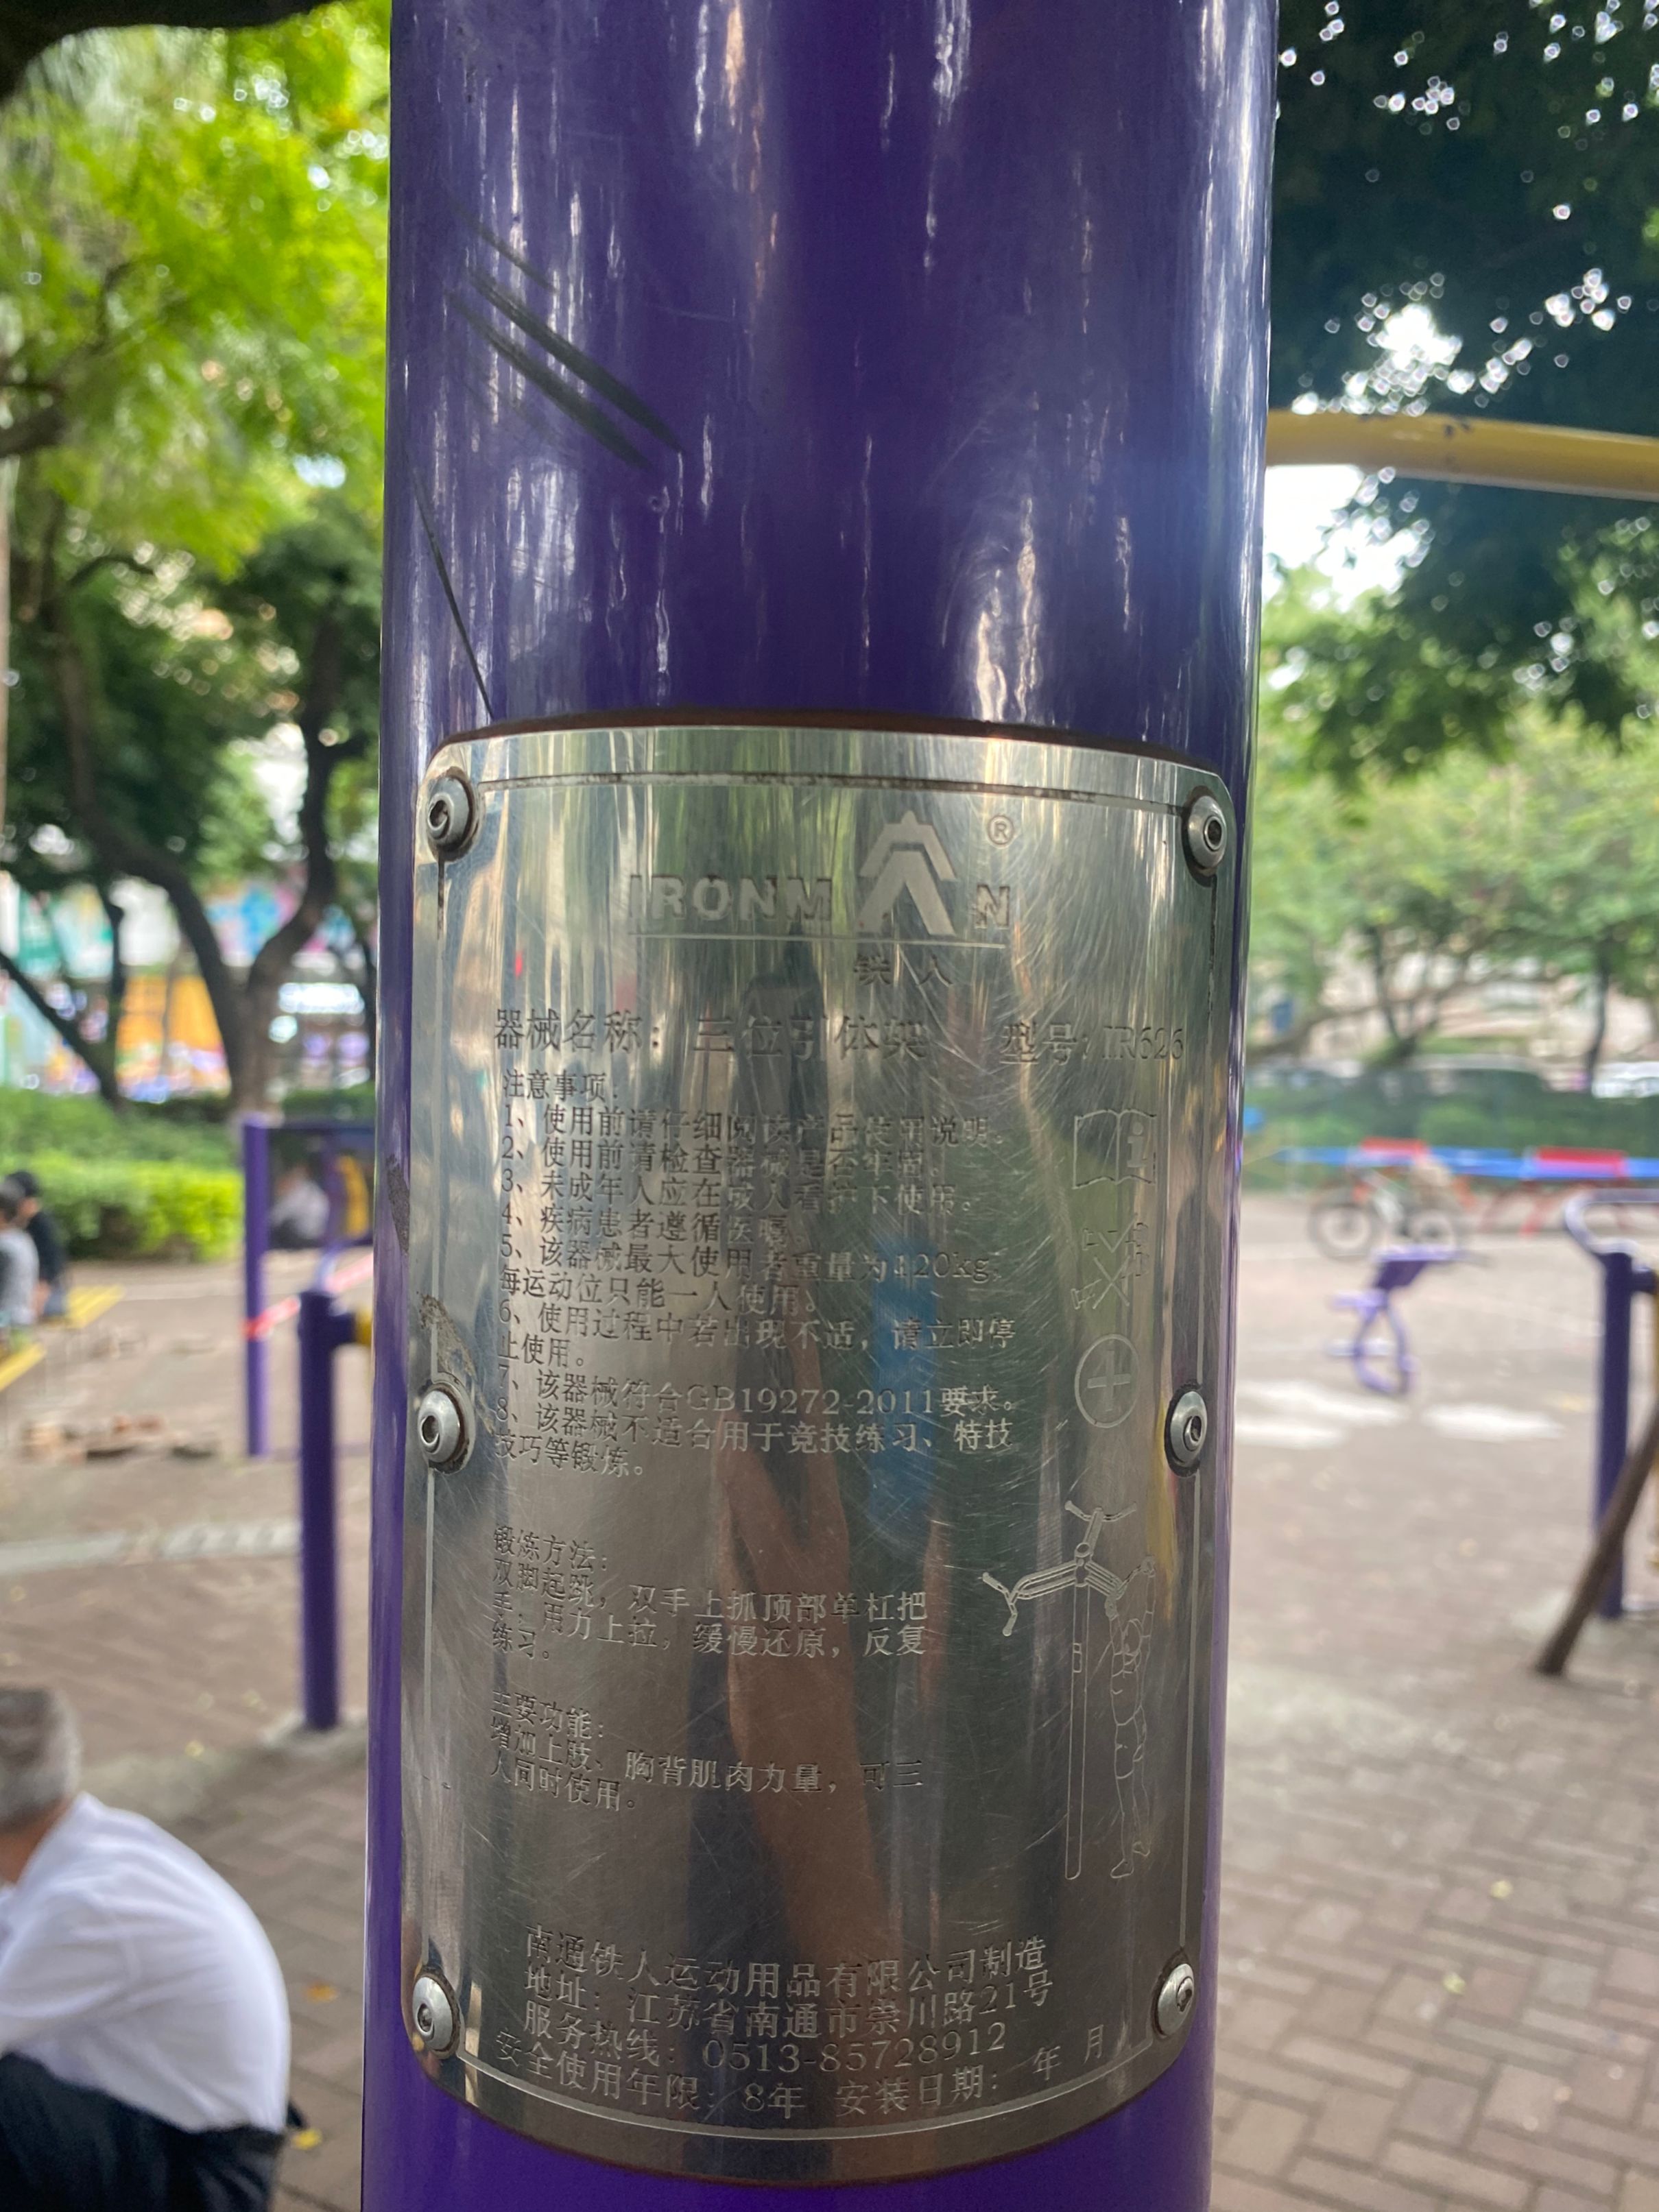 IRONMAN®
铁人
器械名称：三位引体架 型号：IR626
注意事项：
1、使用前请仔细阅读产品使用说明。
2、使用前请检查器械是否牢固。
3、未成年人应在成人看护下使用。
4、疾病患者遵循医嘱。
5、该器械最大使用者重量为120kg；
每运动位只能一人使用。
6、使用过程中若出现不适，请立即停
止使用。
7、该器械符合GB19272-2011要求。
8、该器械不适合用于竞技练习、特技
技巧等锻炼。
锻炼方法：
双脚起跳，双手上抓顶部单杠把
手；用力上拉，缓慢还原，反复
练习。
主要功能：
增加上肢、胸背肌肉力量，可三
人同时使用。
南通铁人运动用品有限公司制造
地址：江苏省南通市崇川路21号
服务热线：0513-85728912
安全使用年限：8年 安装日期： 年 月